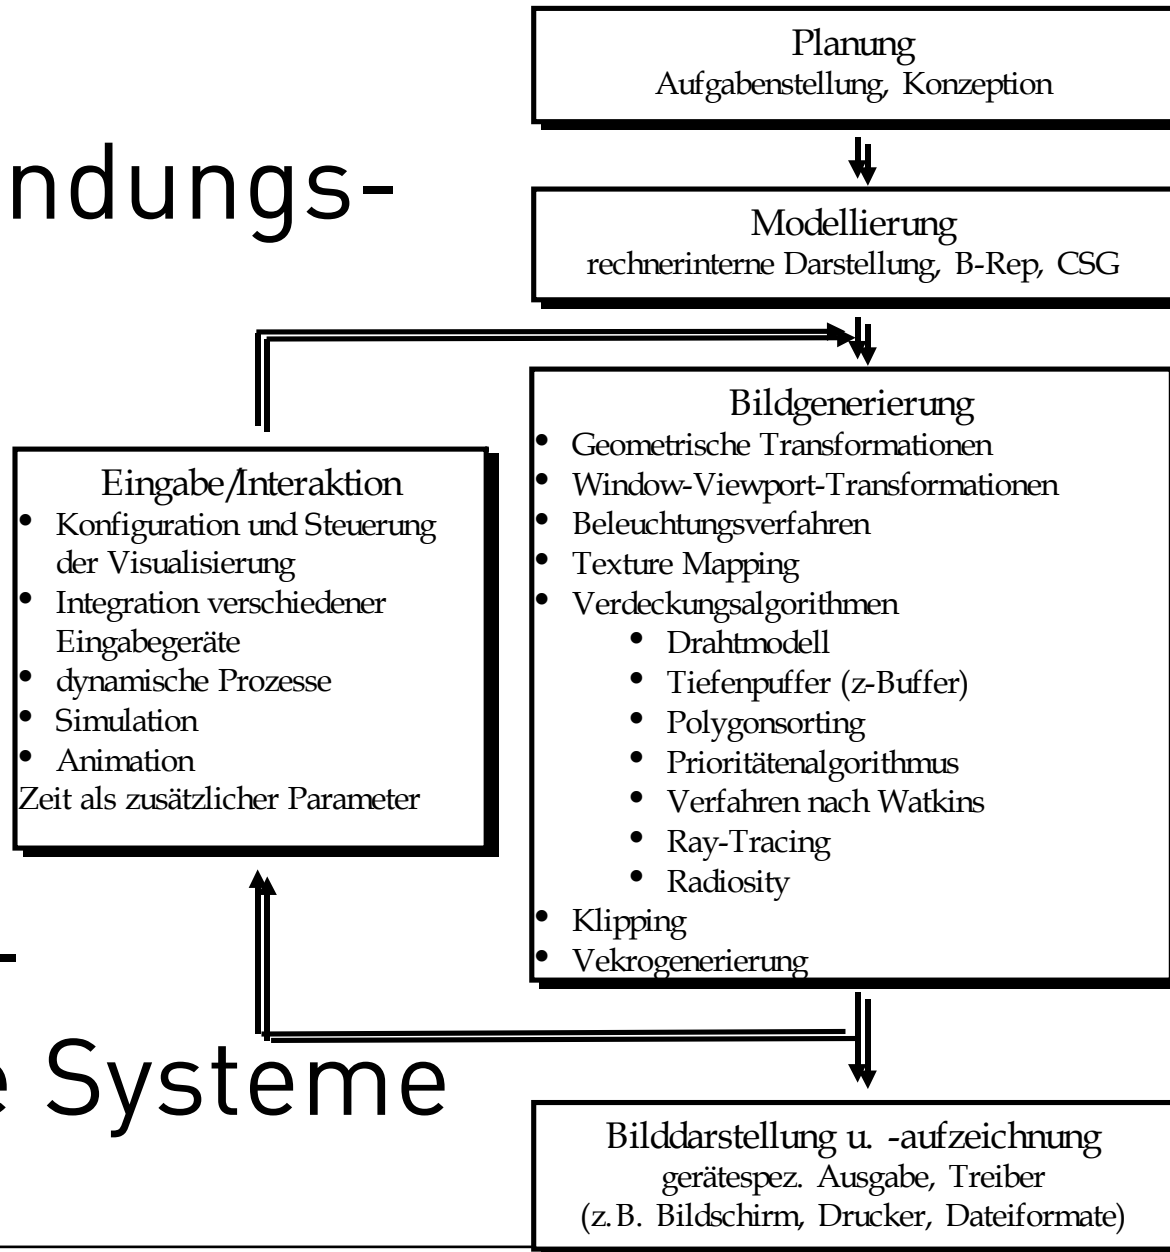 Planung
Aufgabenstellung, Konzeption
ndungs-
Modellierung
rechnerinterne Darstellung, B-Rep, CSG
Bildgenerierung
• Geometrische Transformationen
• Window-Viewport-Transformationen
• Beleuchtungsverfahren
• Texture Mapping
• Verdeckungsalgorithmen
• Drahtmodell
• Tiefenpuffer (z-Buffer)
• Polygonsorting
• Prioritätenalgorithmus
• Verfahren nach Watkins
• Ray-Tracing
• Radiosity
• Klipping
• Vekrogenerierung
Eingabe/Interaktion
• Konfiguration und Steuerung
der Visualisierung
• Integration verschiedener
Eingabegeräte
• dynamische Prozesse
• Simulation
• Animation
Zeit als zusätzlicher Parameter
-
e Systeme
Bilddarstellung u. -aufzeichnung
gerätespez. Ausgabe, Treiber
(z.B. Bildschirm, Drucker, Dateiformate)